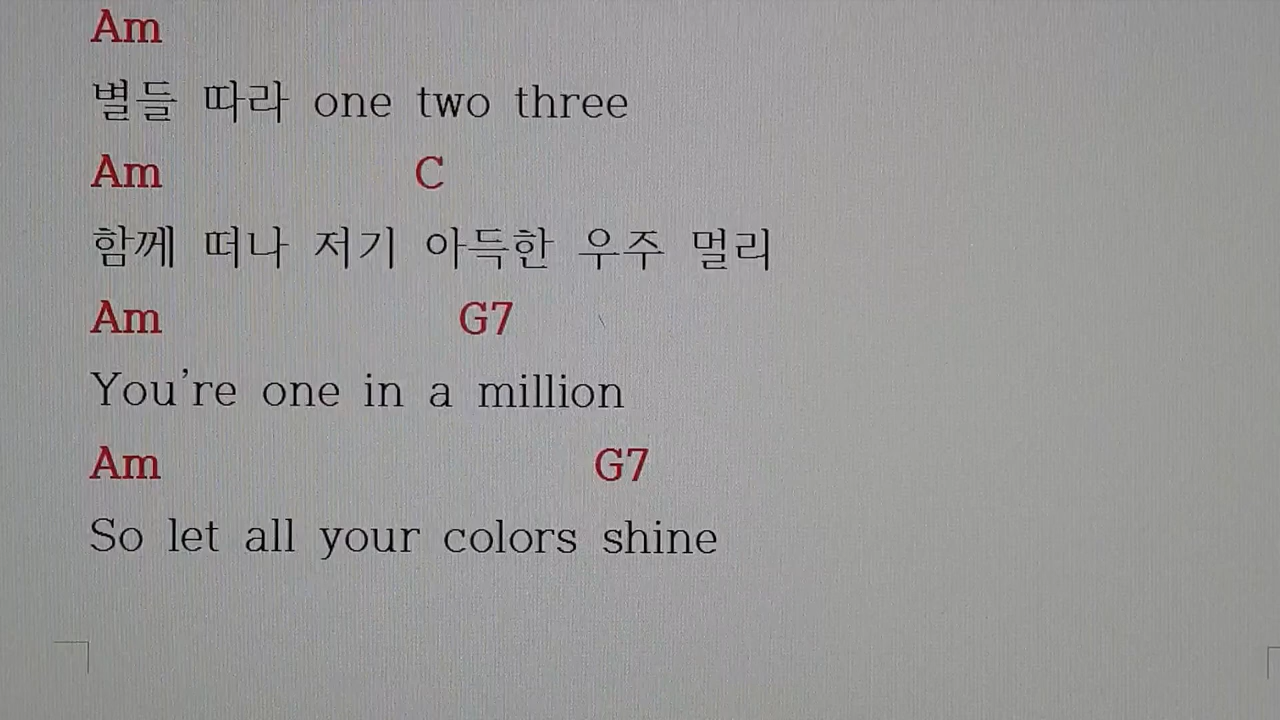 Am
별들 따라 one two three
Am C
함께 떠나 저기 아득한 우주 멀리
Am G7
You're one in a million
Am G7
So let all your colors shine